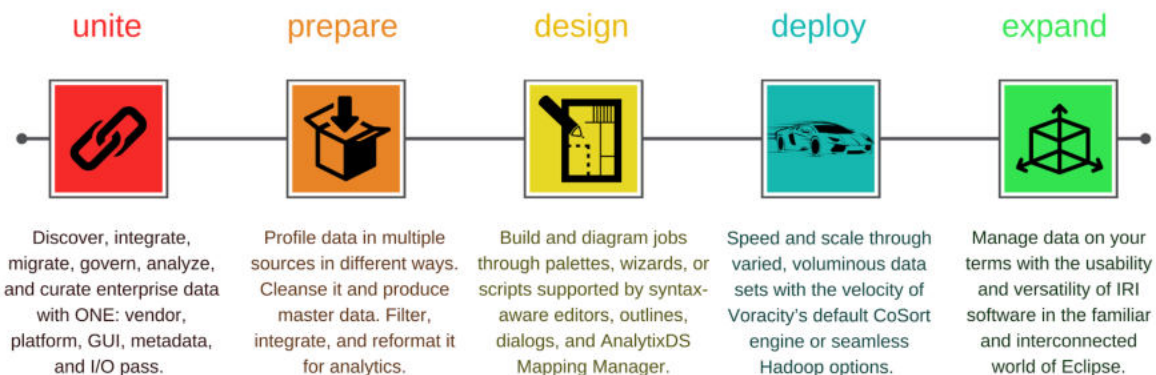 unite
prepare
design
deploy
expand
Discover, integrate,
migrate, govern, analyze,
and curate enterprise data
with ONE: vendor,
platform, GUI, metadata,
and I/O pass.
Profile data in multiple
sources in different ways.
Cleanse it and produce
master data. Filter,
integrate, and reformat it
for analytics.
Build and diagram jobs
through palettes, wizards, or
scripts supported by syntax-
aware editors, outlines,
dialogs, and AnalytixDS
Mapping Manager.
Speed and scale through
varied, voluminous data
sets with the velocity of
Voracity's default CoSort
engine or seamless
Hadoop options.
Manage data on your
terms with the usability
and versatility of IRI
software in the familiar
and interconnected
world of Eclipse.